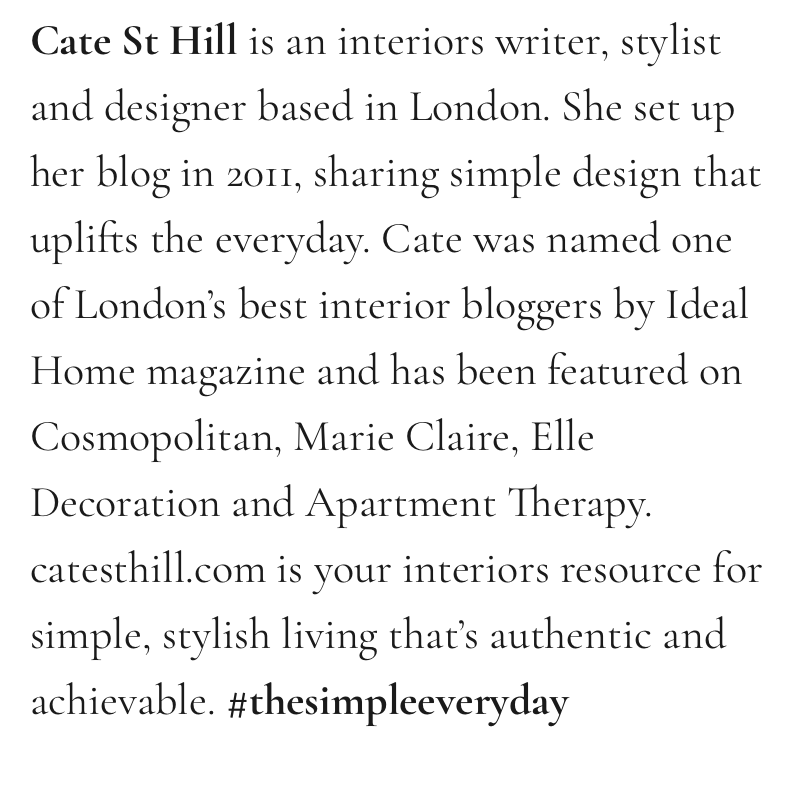 Cate St Hill is an interiors writer, stylist
and designer based in London. She set up
her blog in 2011, sharing simple design that
uplifts the everyday. Cate was named one
of London’s best interior bloggers by Ideal
Home magazine and has been featured on
Cosmopolitan, Marie Claire, Elle
Decoration and Apartment Therapy.
catesthill.com is your interiors resource for
simple, stylish living that’s authentic and
achievable. #thesimpleeveryday